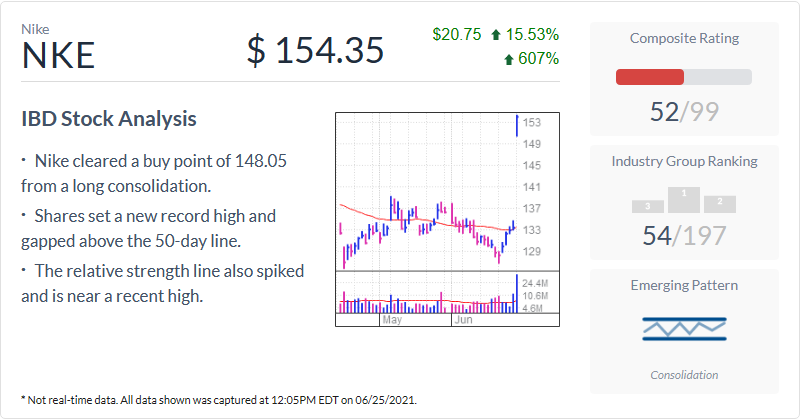 Nike
NKE
$ 154.35
$20.75 15.53%
607%
IBD Stock Analysis
· Nike cleared a buy point of 148.05
from a long consolidation.
· Shares set a new record high and
gapped above the 50-day line.
· The relative strength line also spiked
and is near a recent high.
153
149
145
141
137
133
129
24.4M
10.6M
4.6M
May Jun
Composite Rating
52/99
Industry Group Ranking
3 1 2
54/197
Emerging Pattern
Consolidation
* Not real-time data. All data shown was captured at 12:05PM EDT on 06/25/2021.